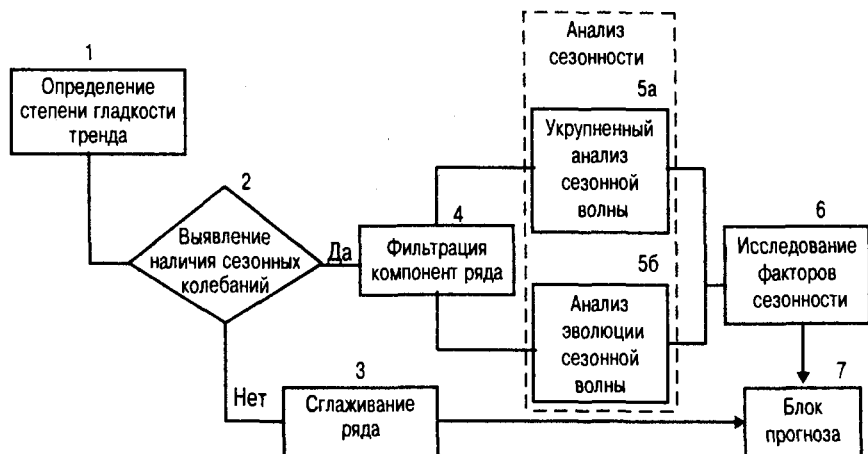 1
Определение
степени гладкости
тренда
2
Выявление
наличия сезонных
колебаний
Да
Нет
3
Сглаживание
ряда
4
Фильтрация
компонент ряда
Анализ
сезонности
5а
Укрупненный
анализ
сезонной
волны
5б
Анализ
эволюции
сезонной
волны
6
Исследование
факторов
сезонности
7
Блок
прогноза